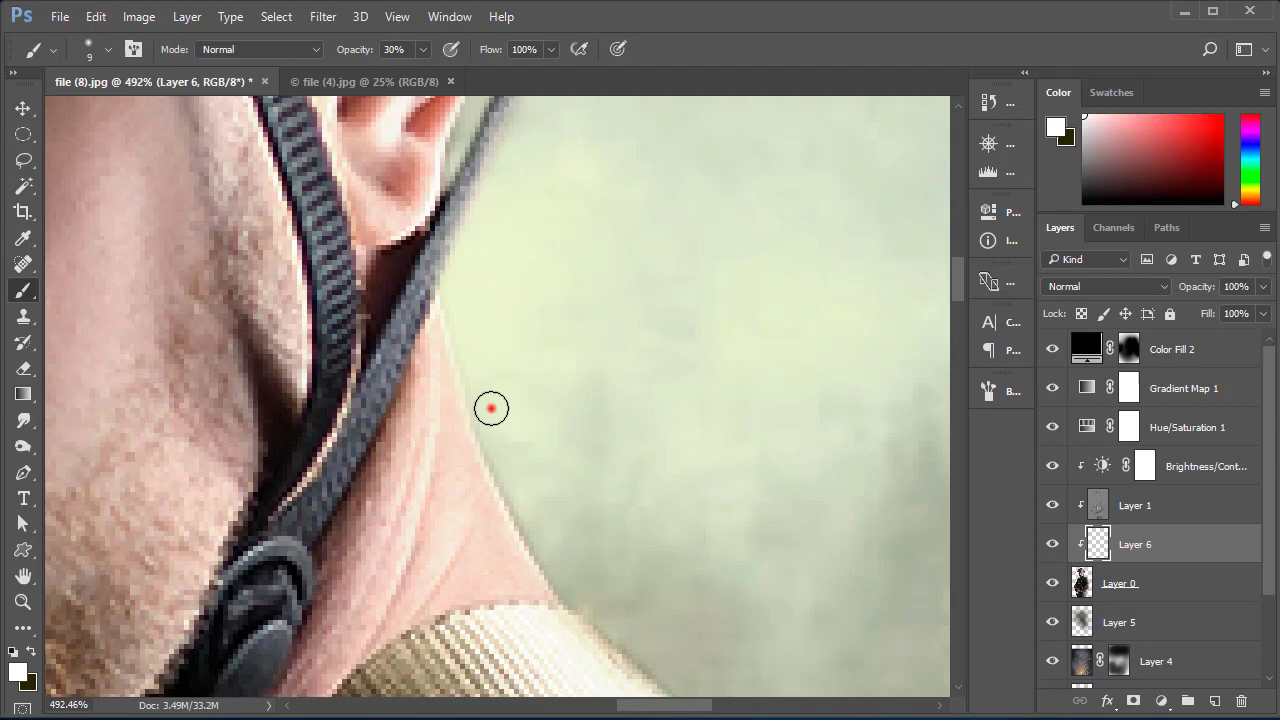 Ps File Edit Image Layer Type Select Filter 3D View Window Help
9 Mode: Normal Opacity: 30% Flow: 100%
file (8).jpg @ 492% (Layer 6, RGB/8*) * × © file (4).jpg @ 25% (RGB/8) ×
... Color Swatches
...
...
P...
I...
...
C...
P...
B...
Layers Channels Paths
Kind
Normal Opacity: 100%
Lock: Fill: 100%
Color Fill 2
Gradient Map 1
Hue/Saturation 1
Brightness/Cont...
Layer 1
Layer 6
Layer 0
Layer 5
Layer 4
fx
492.46% Doc: 3.49M/33.2M